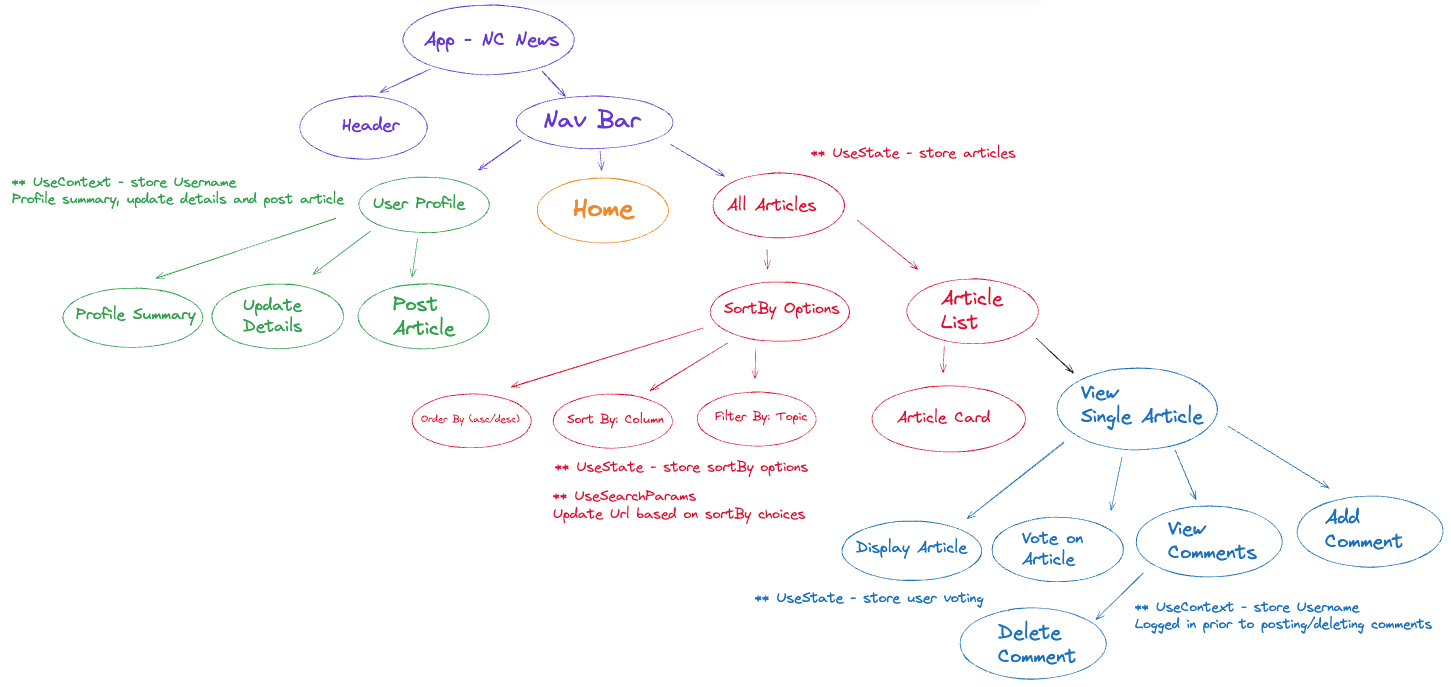 App - NC News
Header
Nav Bar
** UseState - store articles
** UseContext - store Username
Profile summary, update details and post article
User Profile
Home
All Articles
Profile Summary
Update
Details
Post
Article
SortBy Options
Article
List
Order By (asc/desc)
Sort By: Column
Filter By: Topic
Article Card
View
Single Article
** UseState - store sortBy options
** UseSearchParams
Update Url based on sortBy choices
Display Article
Vote on
Article
View
Comments
Add
Comment
** UseState - store user voting
** UseContext - store Username
Logged in prior to posting/deleting comments
Delete
Comment